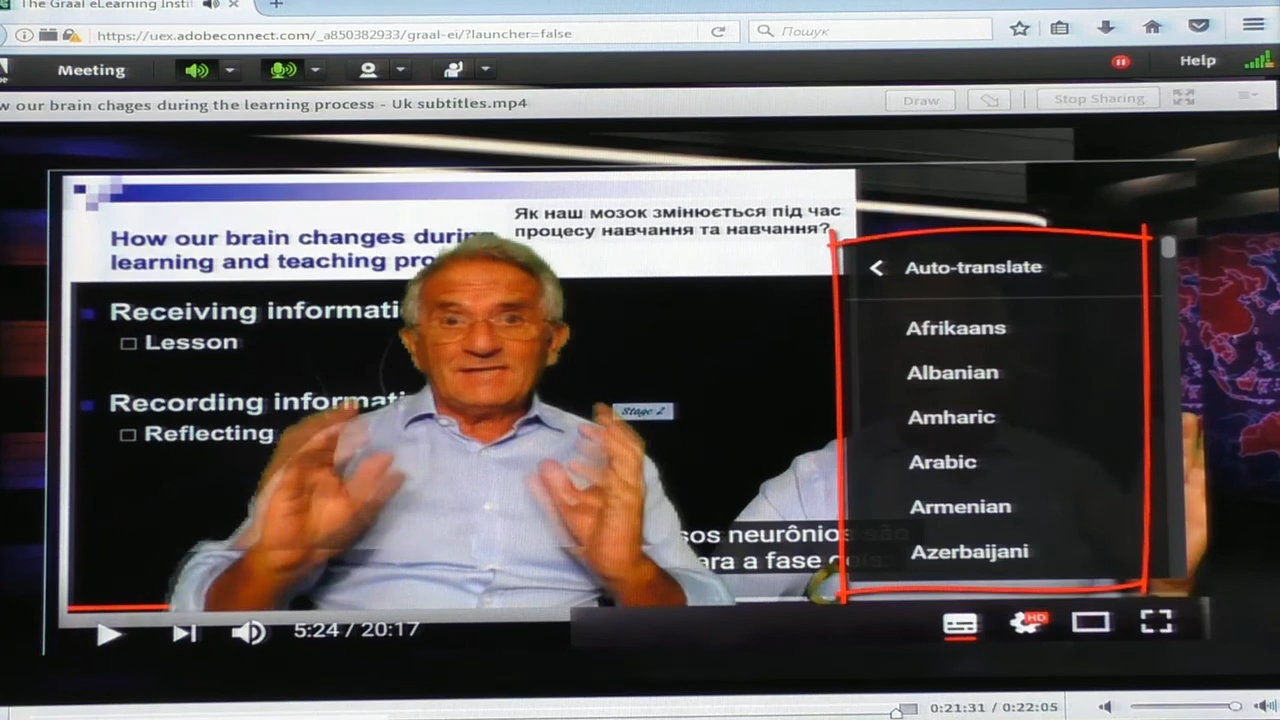 The Graal eLearning Insti
https://uex.adobeconnect.com/_a850382933/graal-ei/?launcher=false
Пошук
Meeting
Help
w our brain chages during the learning process - Uk subtitles.mp4
Draw
Stop Sharing
Як наш мозок змінюється під час
процесу навчання та навчання?
How our brain changes during
learning and teaching pro
Receiving informati
Lesson
Recording informati
Reflecting
Stage 2
Auto-translate
Afrikaans
Albanian
Amharic
Arabic
Armenian
Azerbaijani
sos neurônios são
ara a fase dois
5:24 / 20:17
HD
0:21:31 / 0:22:05